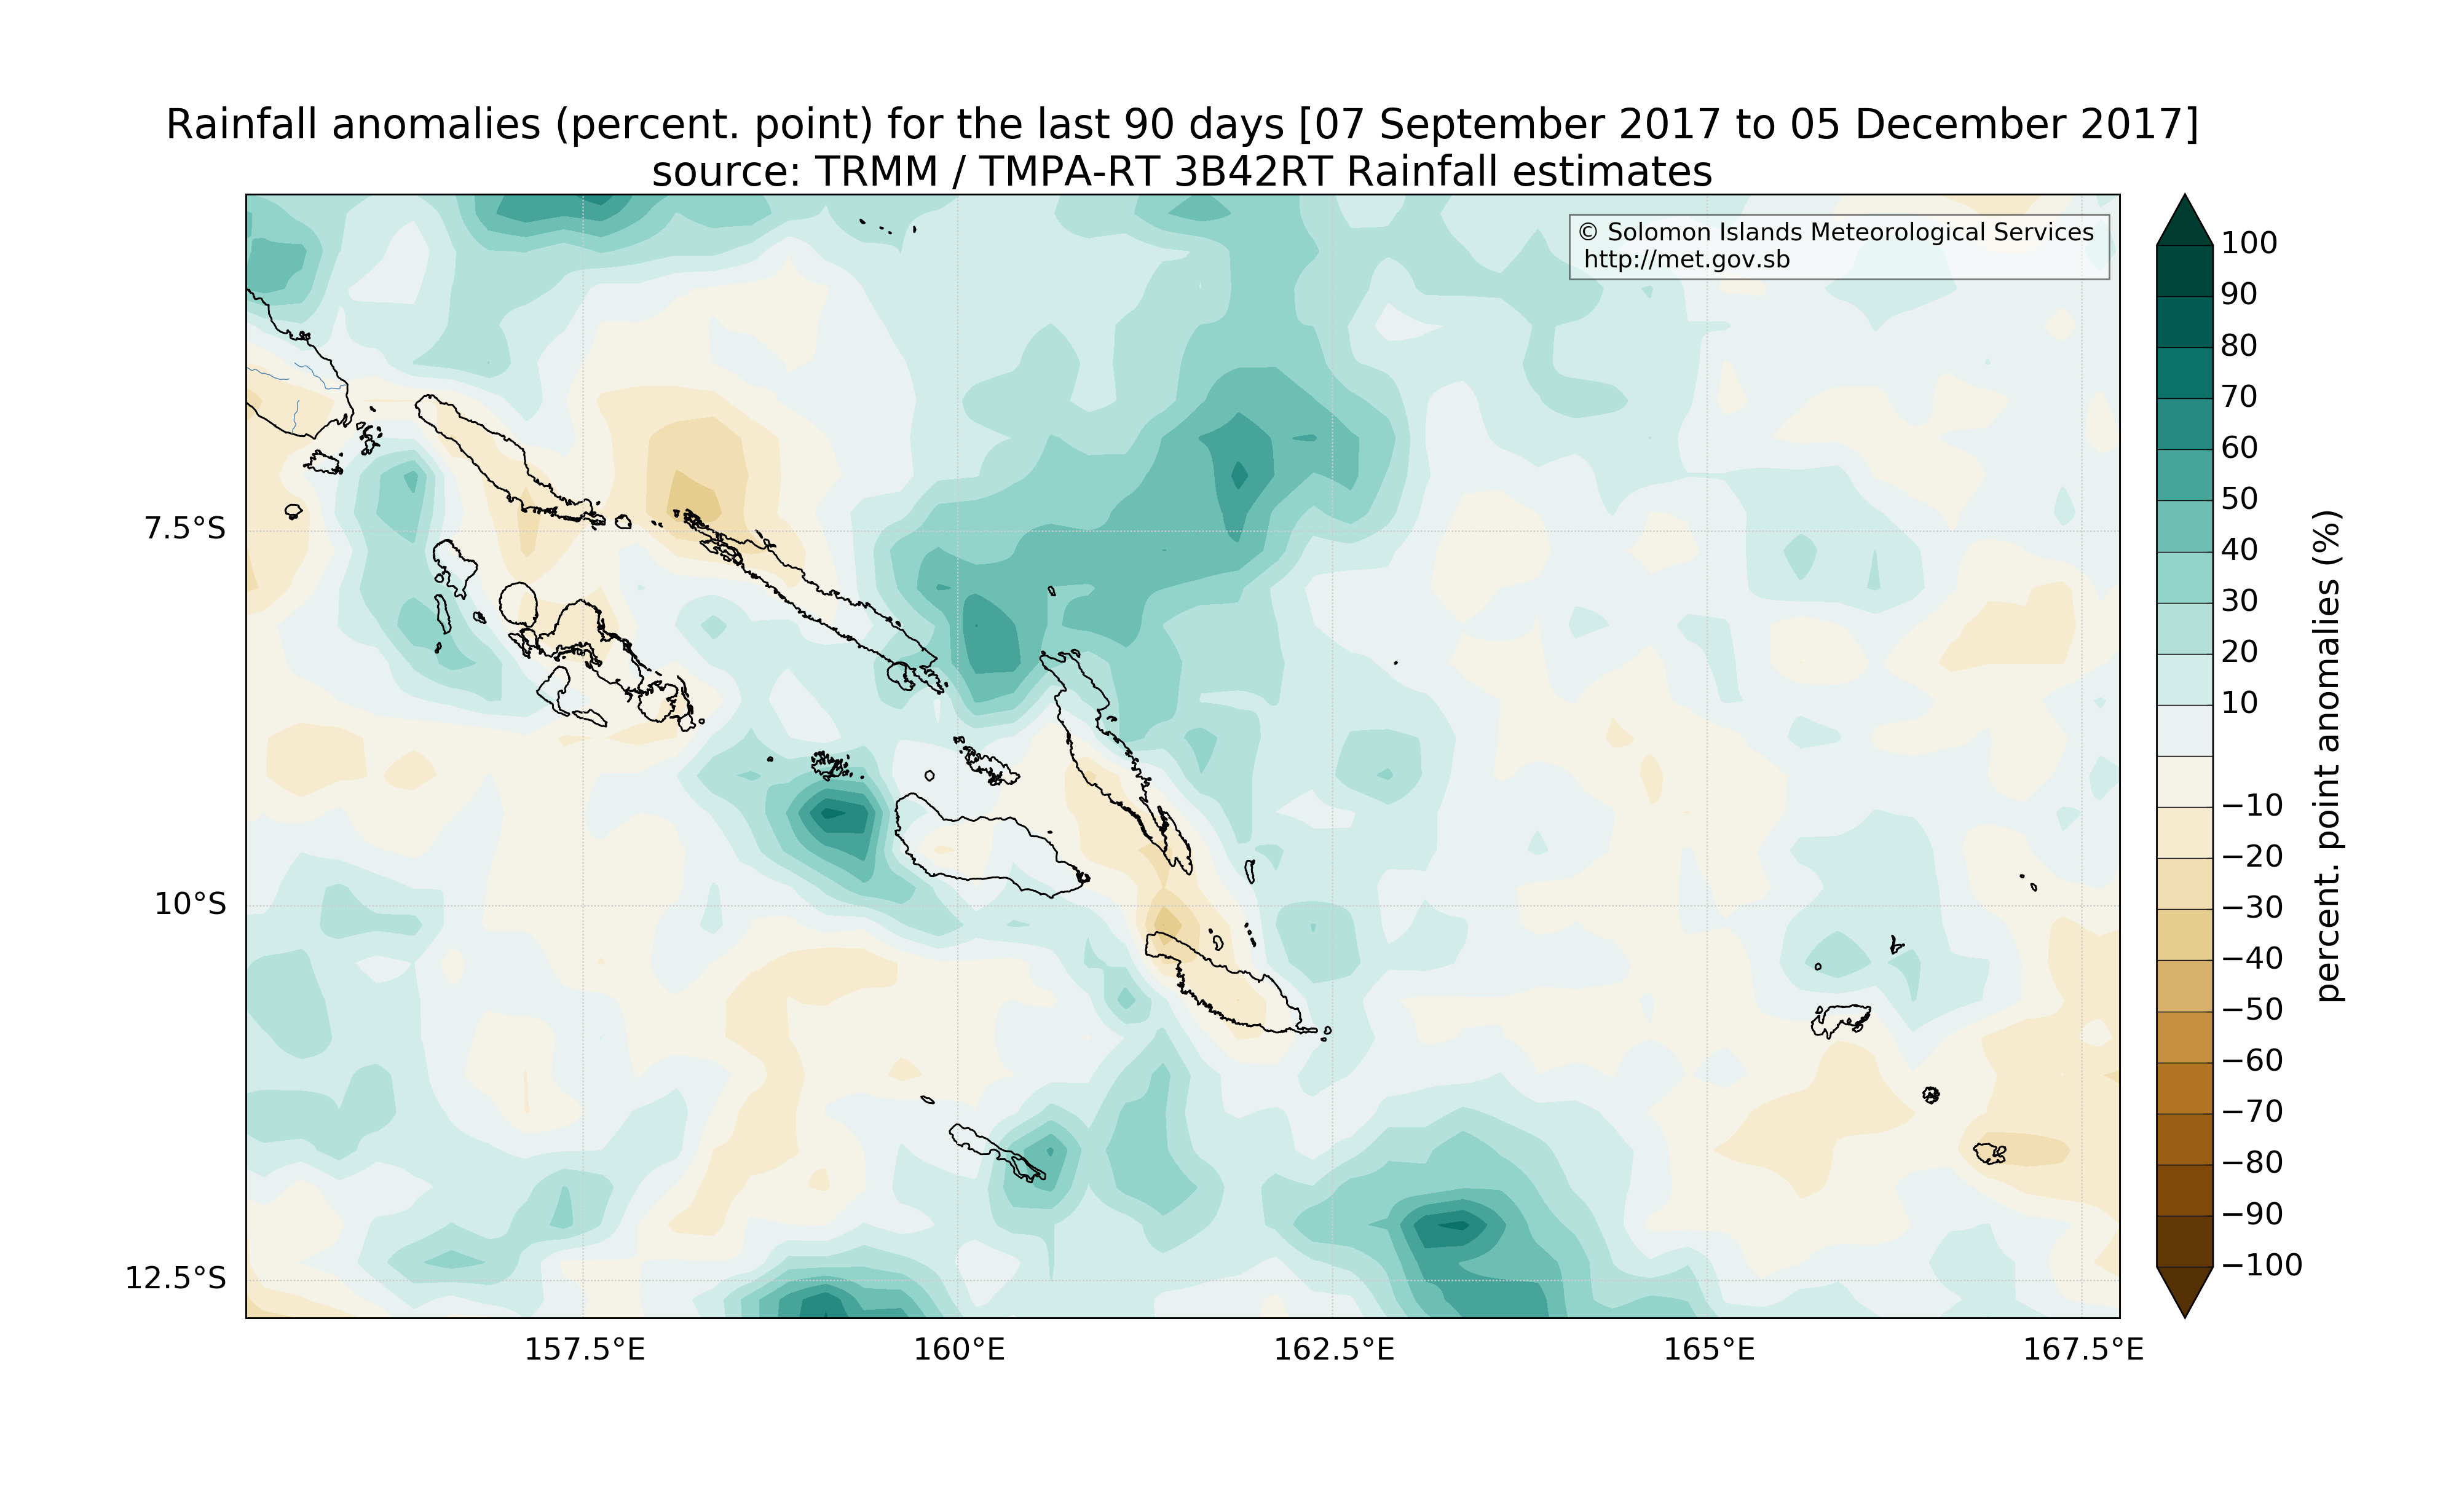 Rainfall anomalies (percent. point) for the last 90 days [07 September 2017 to 05 December 2017]
source: TRMM / TMPA-RT 3B42RT Rainfall estimates
© Solomon Islands Meteorological Services
http://met.gov.sb
7.5°S
10°S
12.5°S
157.5°E
160°E
162.5°E
165°E
167.5°E
100
90
80
70
60
50
40
30
20
10
−10
−20
−30
−40
−50
−60
−70
−80
−90
−100
percent. point anomalies (%)